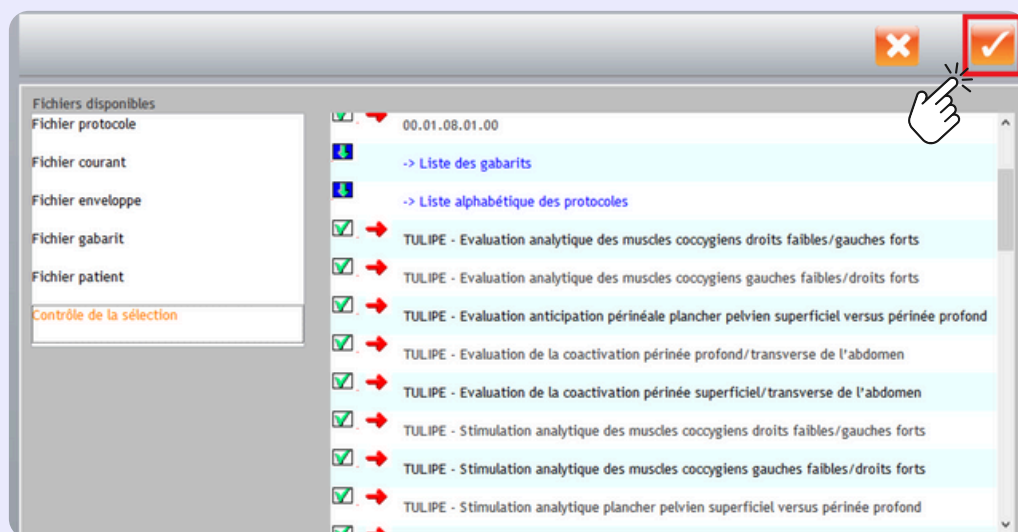 Fichiers disponibles
Fichier protocole
Fichier courant
Fichier enveloppe
Fichier gabarit
Fichier patient
Contrôle de la sélection
00.01.08.01.00
-> Liste des gabarits
-> Liste alphabétique des protocoles
TULIPE - Evaluation analytique des muscles coccygiens droits faibles/gauches forts
TULIPE - Evaluation analytique des muscles coccygiens gauches faibles/droits forts
TULIPE - Evaluation anticipation périnéale plancher pelvien superficiel versus périnée profond
TULIPE - Evaluation de la coactivation périnée profond/transverse de l'abdomen
TULIPE - Evaluation de la coactivation périnée superficiel/transverse de l'abdomen
TULIPE - Stimulation analytique des muscles coccygiens droits faibles/gauches forts
TULIPE - Stimulation analytique des muscles coccygiens gauches faibles/droits forts
TULIPE - Stimulation analytique plancher pelvien superficiel versus périnée profond